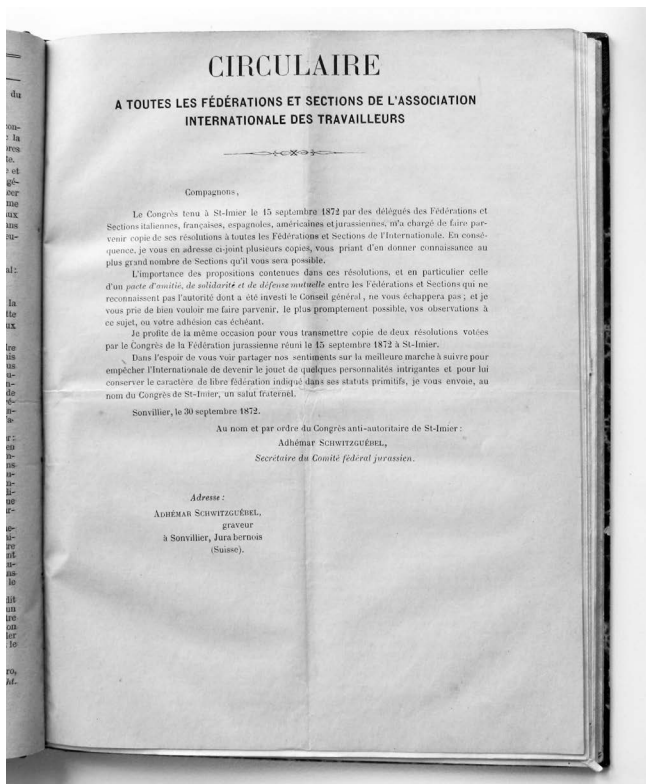 CIRCULAIRE
A TOUTES LES FÉDÉRATIONS ET SECTIONS DE L'ASSOCIATION
INTERNATIONALE DES TRAVAILLEURS
Compagnons,
Le Congrès tenu à St-Imier le 15 septembre 1872 par des délégués des Fédérations et
Sections italiennes, françaises, espagnoles, américaines et jurassiennes, m'a chargé de faire par-
venir copie de ses résolutions à toutes les Fédérations et Sections de l'Internationale. En consé-
quence, je vous en adresse ci-joint plusieurs copies, vous priant d'en donner connaissance au
plus grand nombre de Sections qu'il vous sera possible.
L'importance des propositions contenues dans ces résolutions, et en particulier celle
d'un pacte d'amitié, de solidarité et de défense mutuelle entre les Fédérations et Sections qui ne
reconnaissent pas l'autorité dont a été investi le Conseil général, ne vous échappera pas; et je
vous prie de bien vouloir me faire parvenir, le plus promptement possible, vos observations à
ce sujet, ou votre adhésion cas échéant.
Je profite de la même occasion pour vous transmettre copie de deux résolutions votées
par le Congrès de la Fédération jurassienne réuni le 15 septembre 1872 à St-Imier.
Dans l'espoir de vous voir partager nos sentiments sur la meilleure marche à suivre pour
empêcher l'Internationale de devenir le jouet de quelques personnalités intrigantes et pour lui
conserver le caractère de libre fédération indiqué dans ses statuts primitifs, je vous envoie, au
nom du Congrès de St-Imier, un salut fraternel.
Sonvillier, le 30 septembre 1872.
Au nom et par ordre du Congrès anti-autoritaire de St-Imier:
Adhémar SCHWITZGUÉBEL,
Secrétaire du Comité fédéral jurassien.
Adresse:
ADHÉMAR SCHWITZGUÉBEL,
graveur
à Sonvillier, Jura bernois
(Suisse).